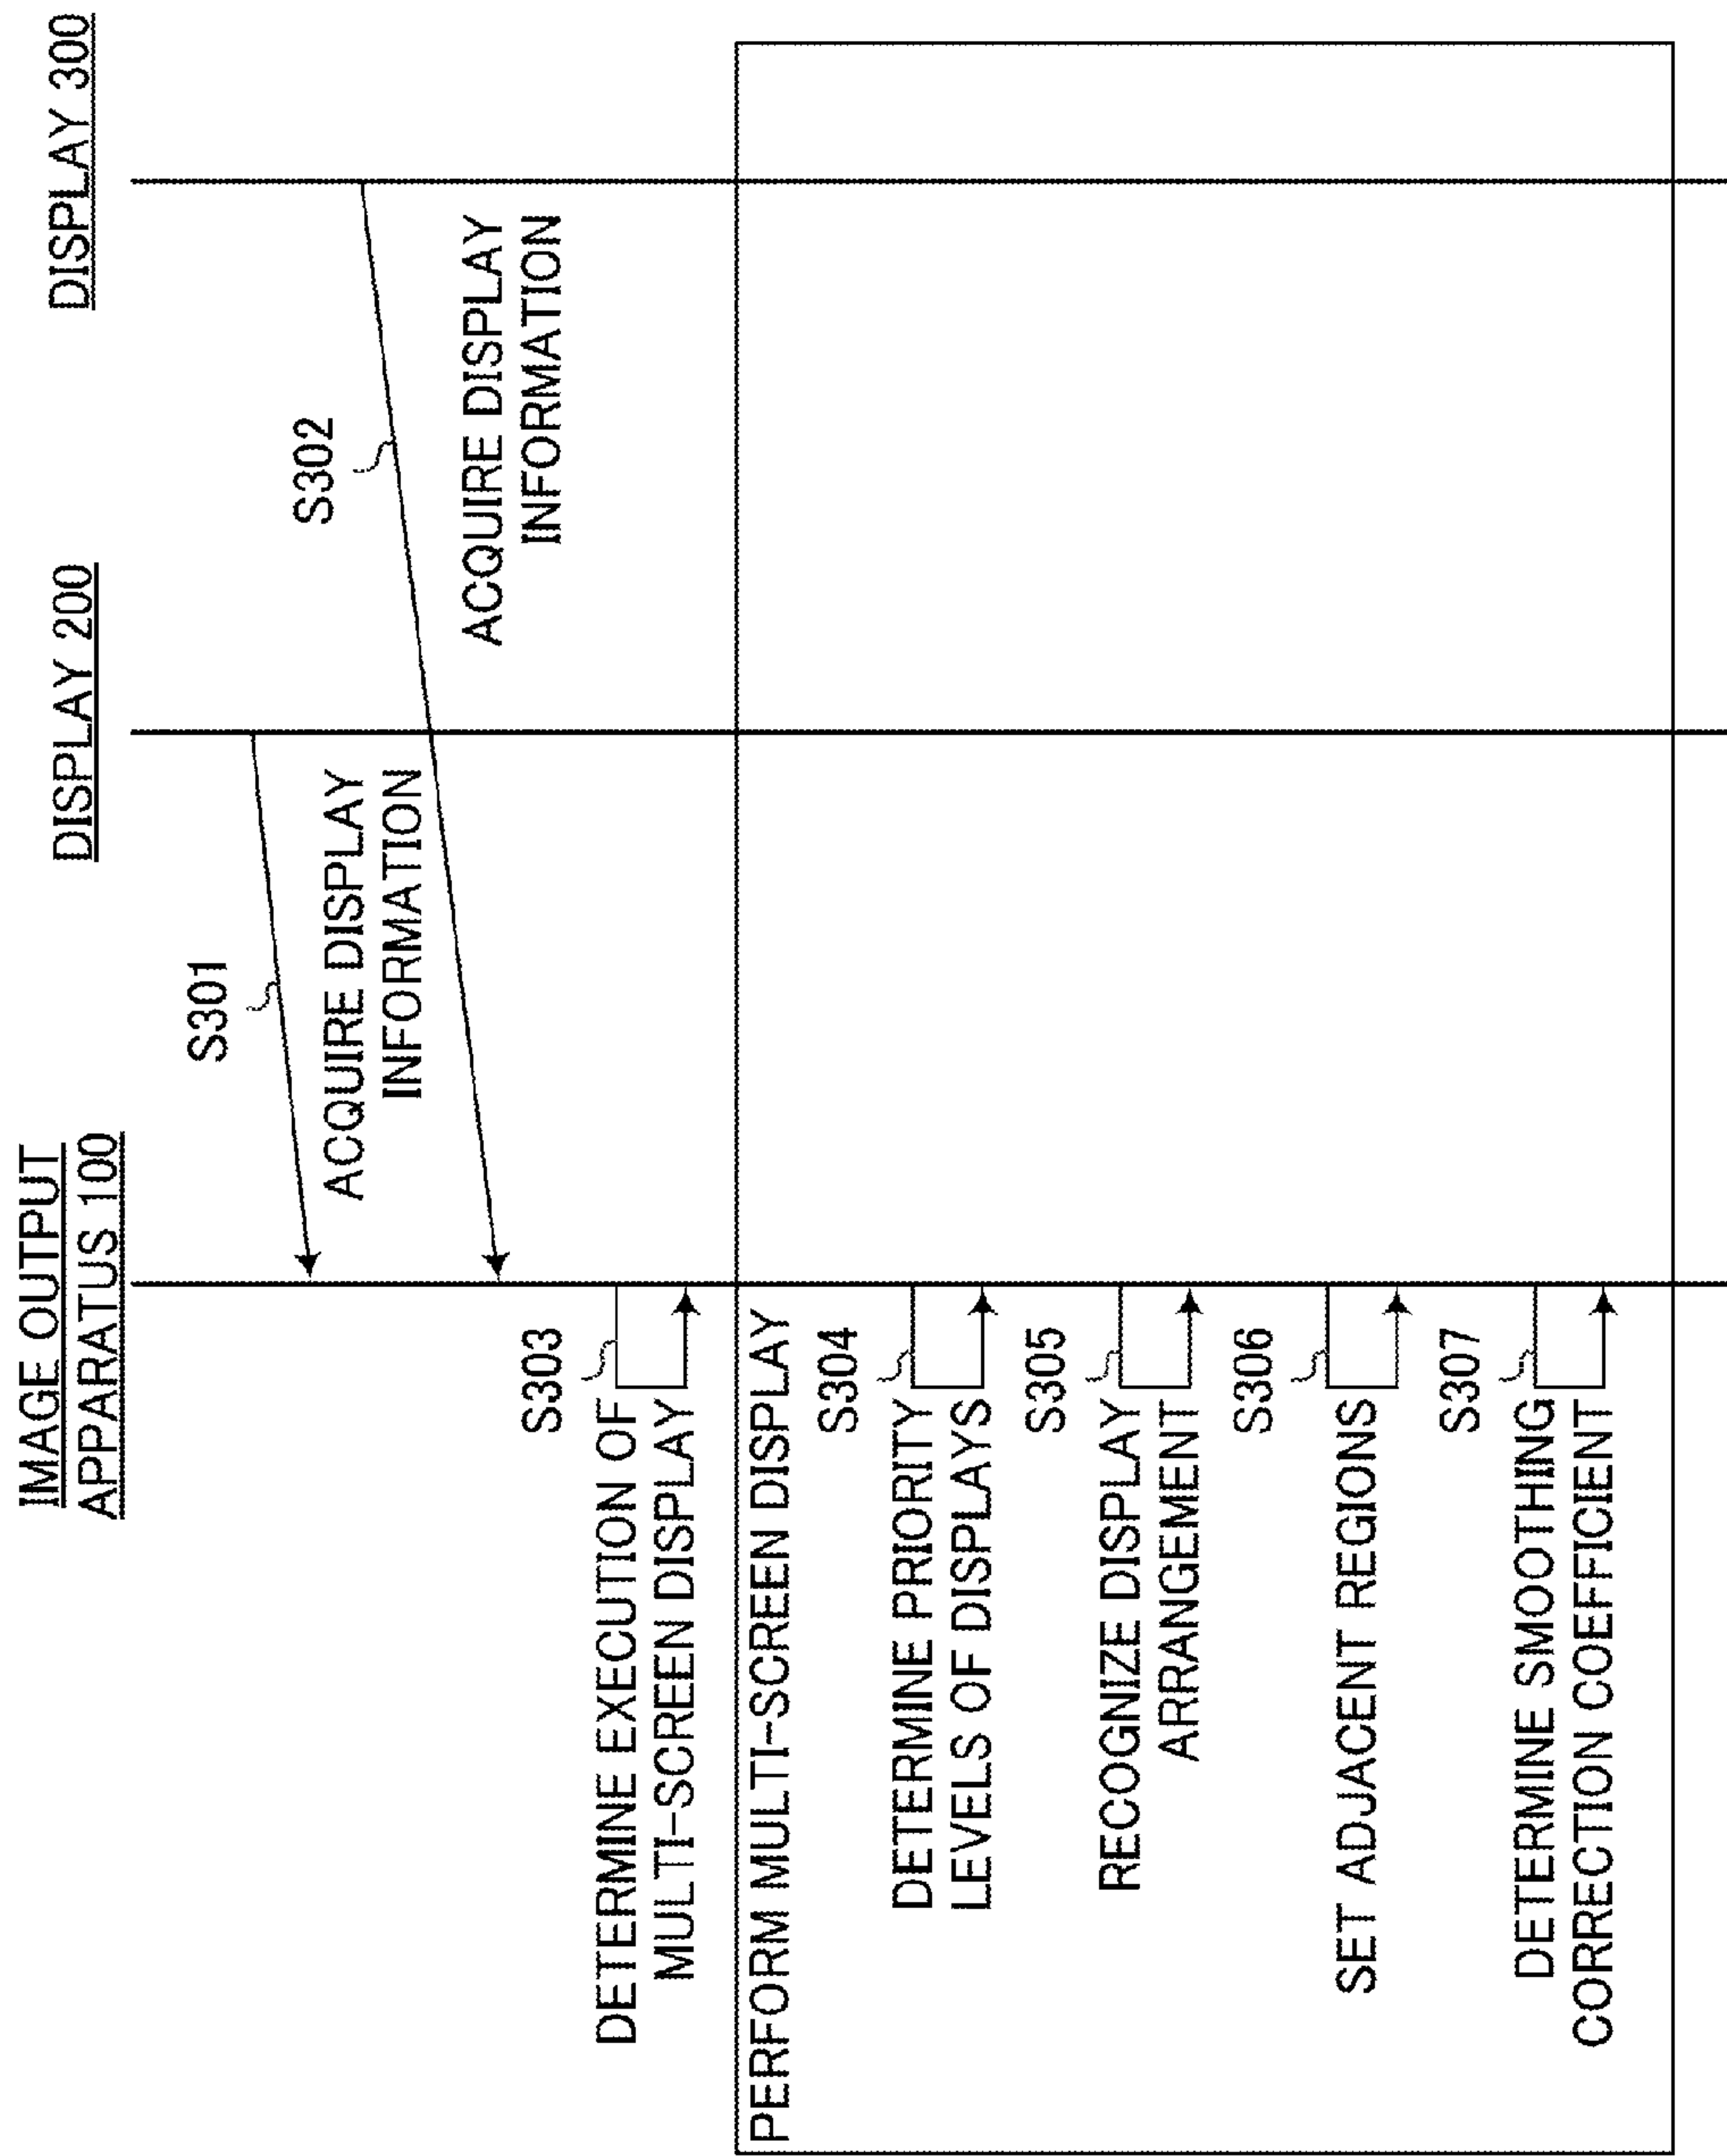 IMAGE OUTPUT
APPARATUS 100
DISPLAY 200
DISPLAY 300
S301
ACQUIRE DISPLAY
INFORMATION
S302
ACQUIRE DISPLAY
INFORMATION
S303
DETERMINE EXECUTION OF
MULTI-SCREEN DISPLAY
PERFORM MULTI-SCREEN DISPLAY
S304
DETERMINE PRIORITY
LEVELS OF DISPLAYS
S305
RECOGNIZE DISPLAY
ARRANGEMENT
S306
SET ADJACENT REGIONS
S307
DETERMINE SMOOTHING
CORRECTION COEFFICIENT